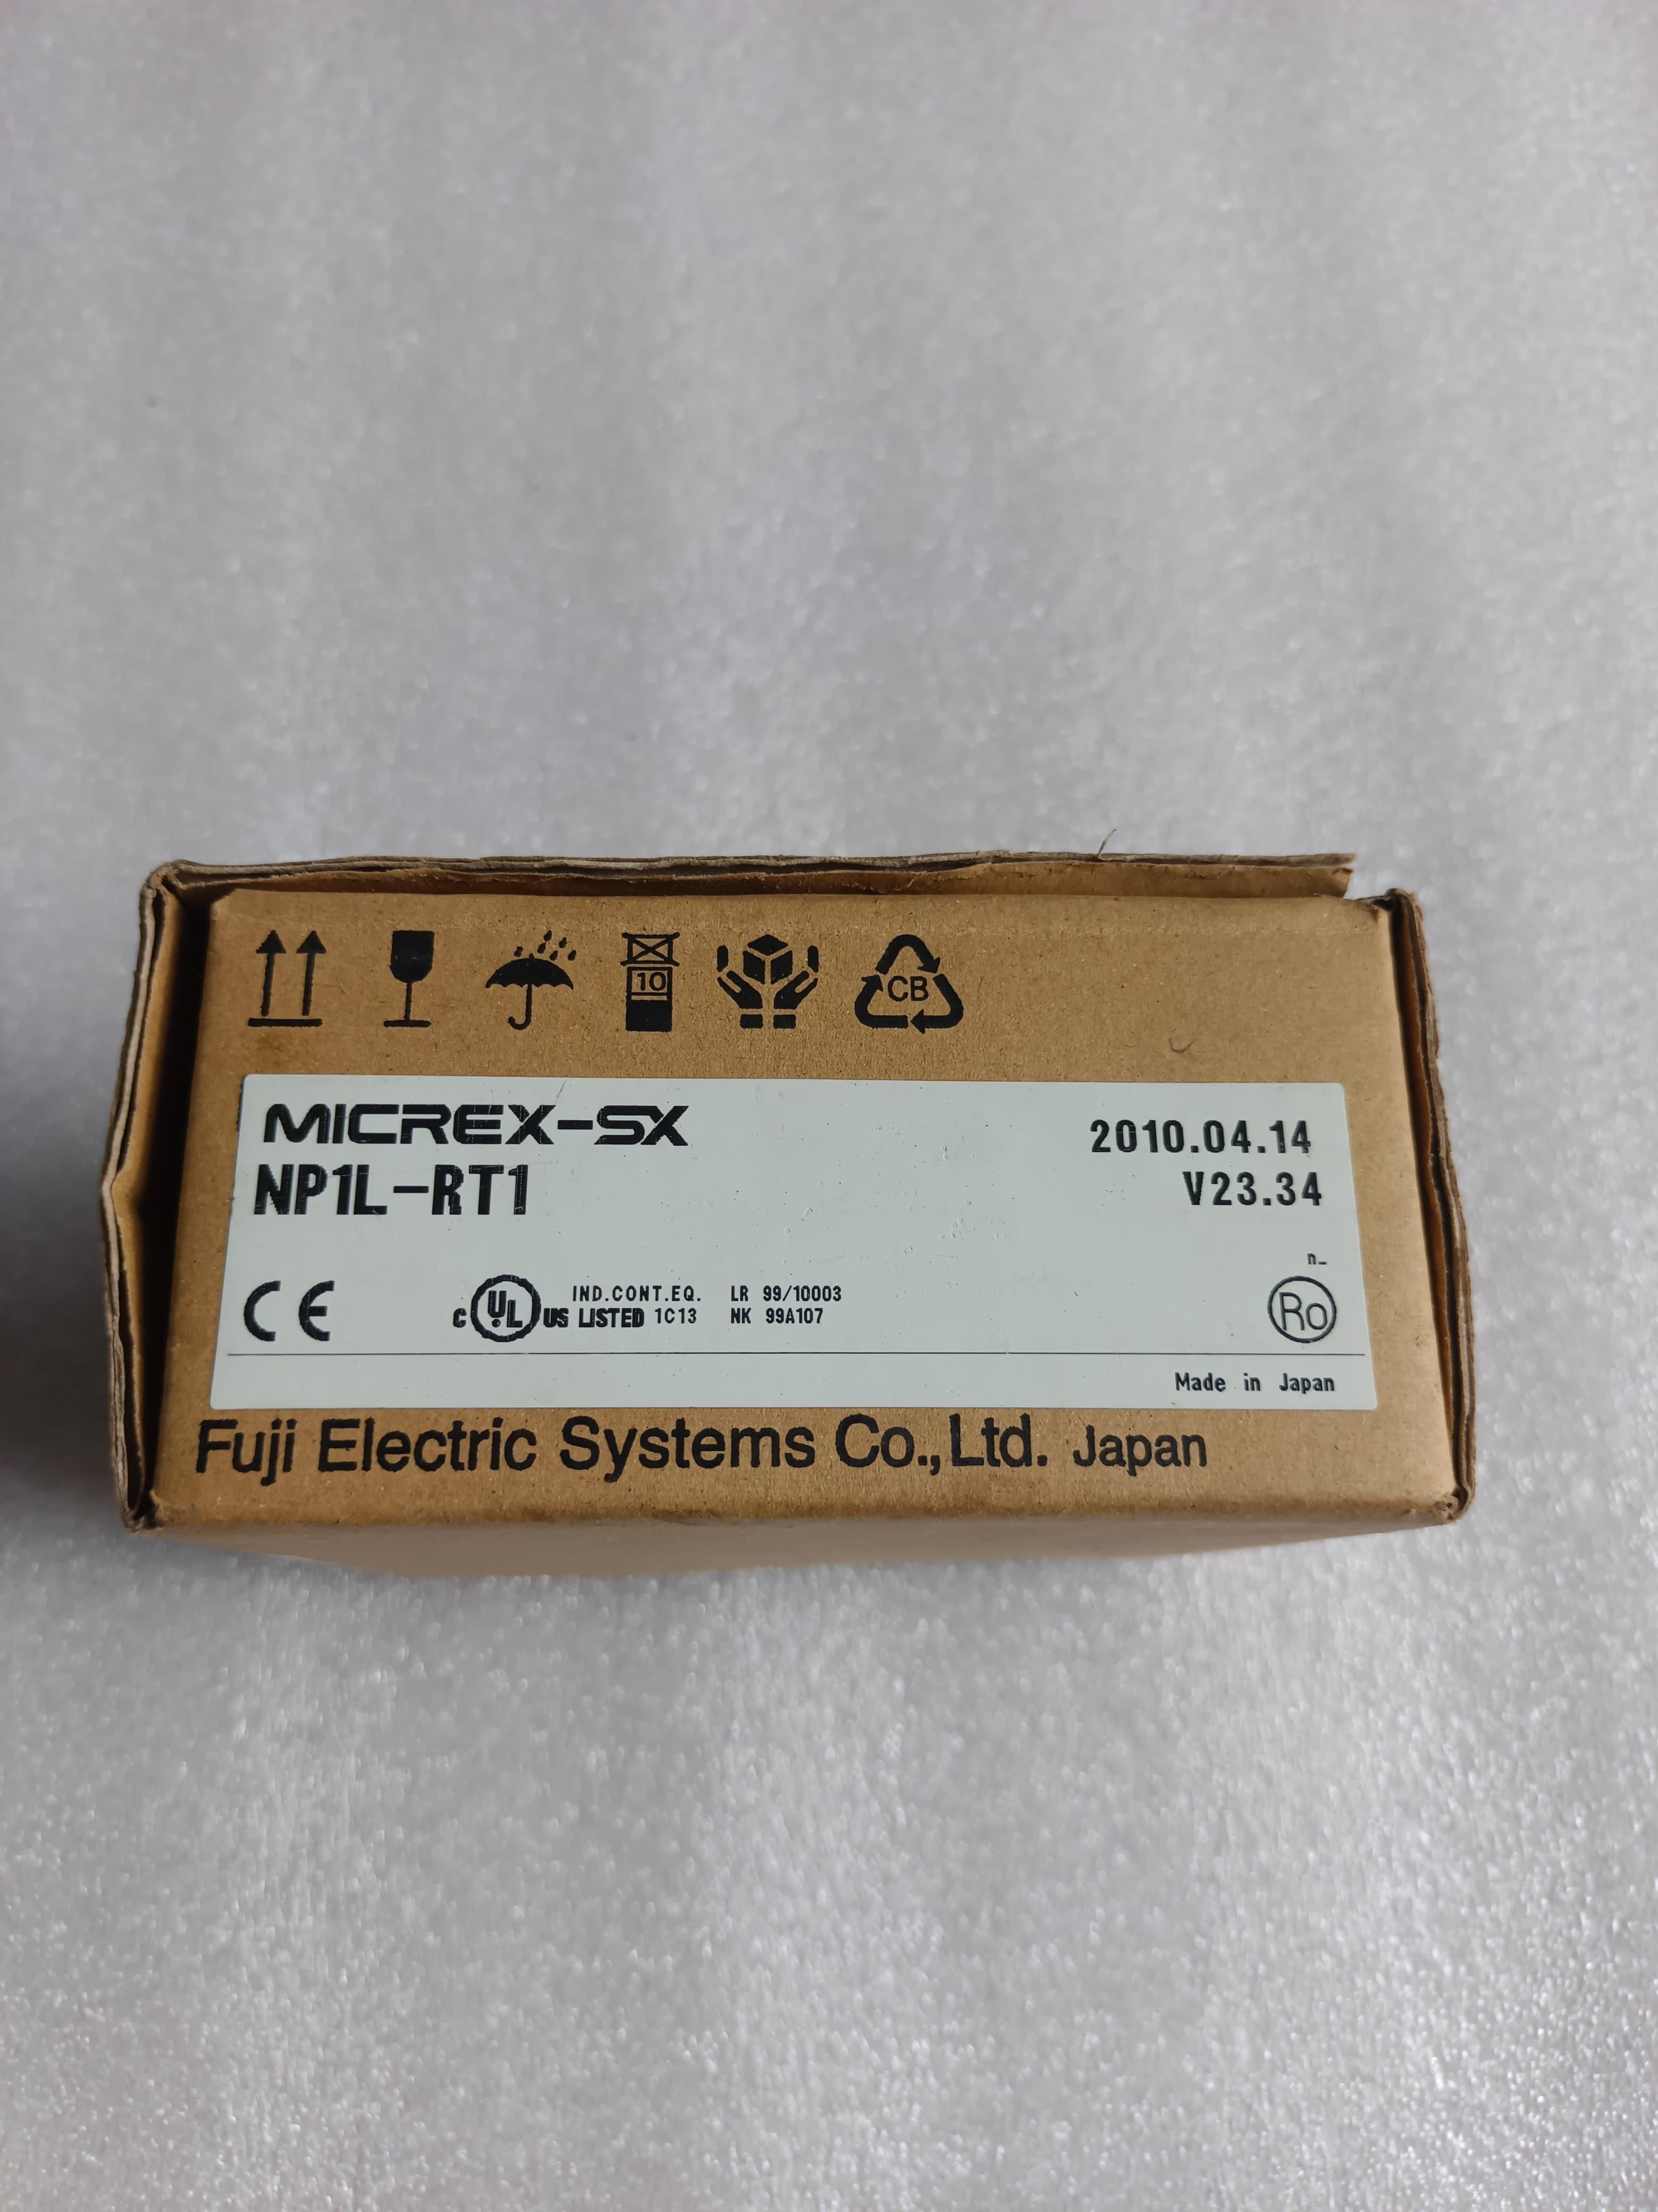 10
CB
MICREX-SX
2010.04.14
NP1L-RT1
V23.34
n_
CE
c UL US LISTED
IND.CONT.EQ.
1C13
LR 99/10003
NK 99A107
Ro
Made in Japan
Fuji Electric Systems Co.,Ltd. Japan